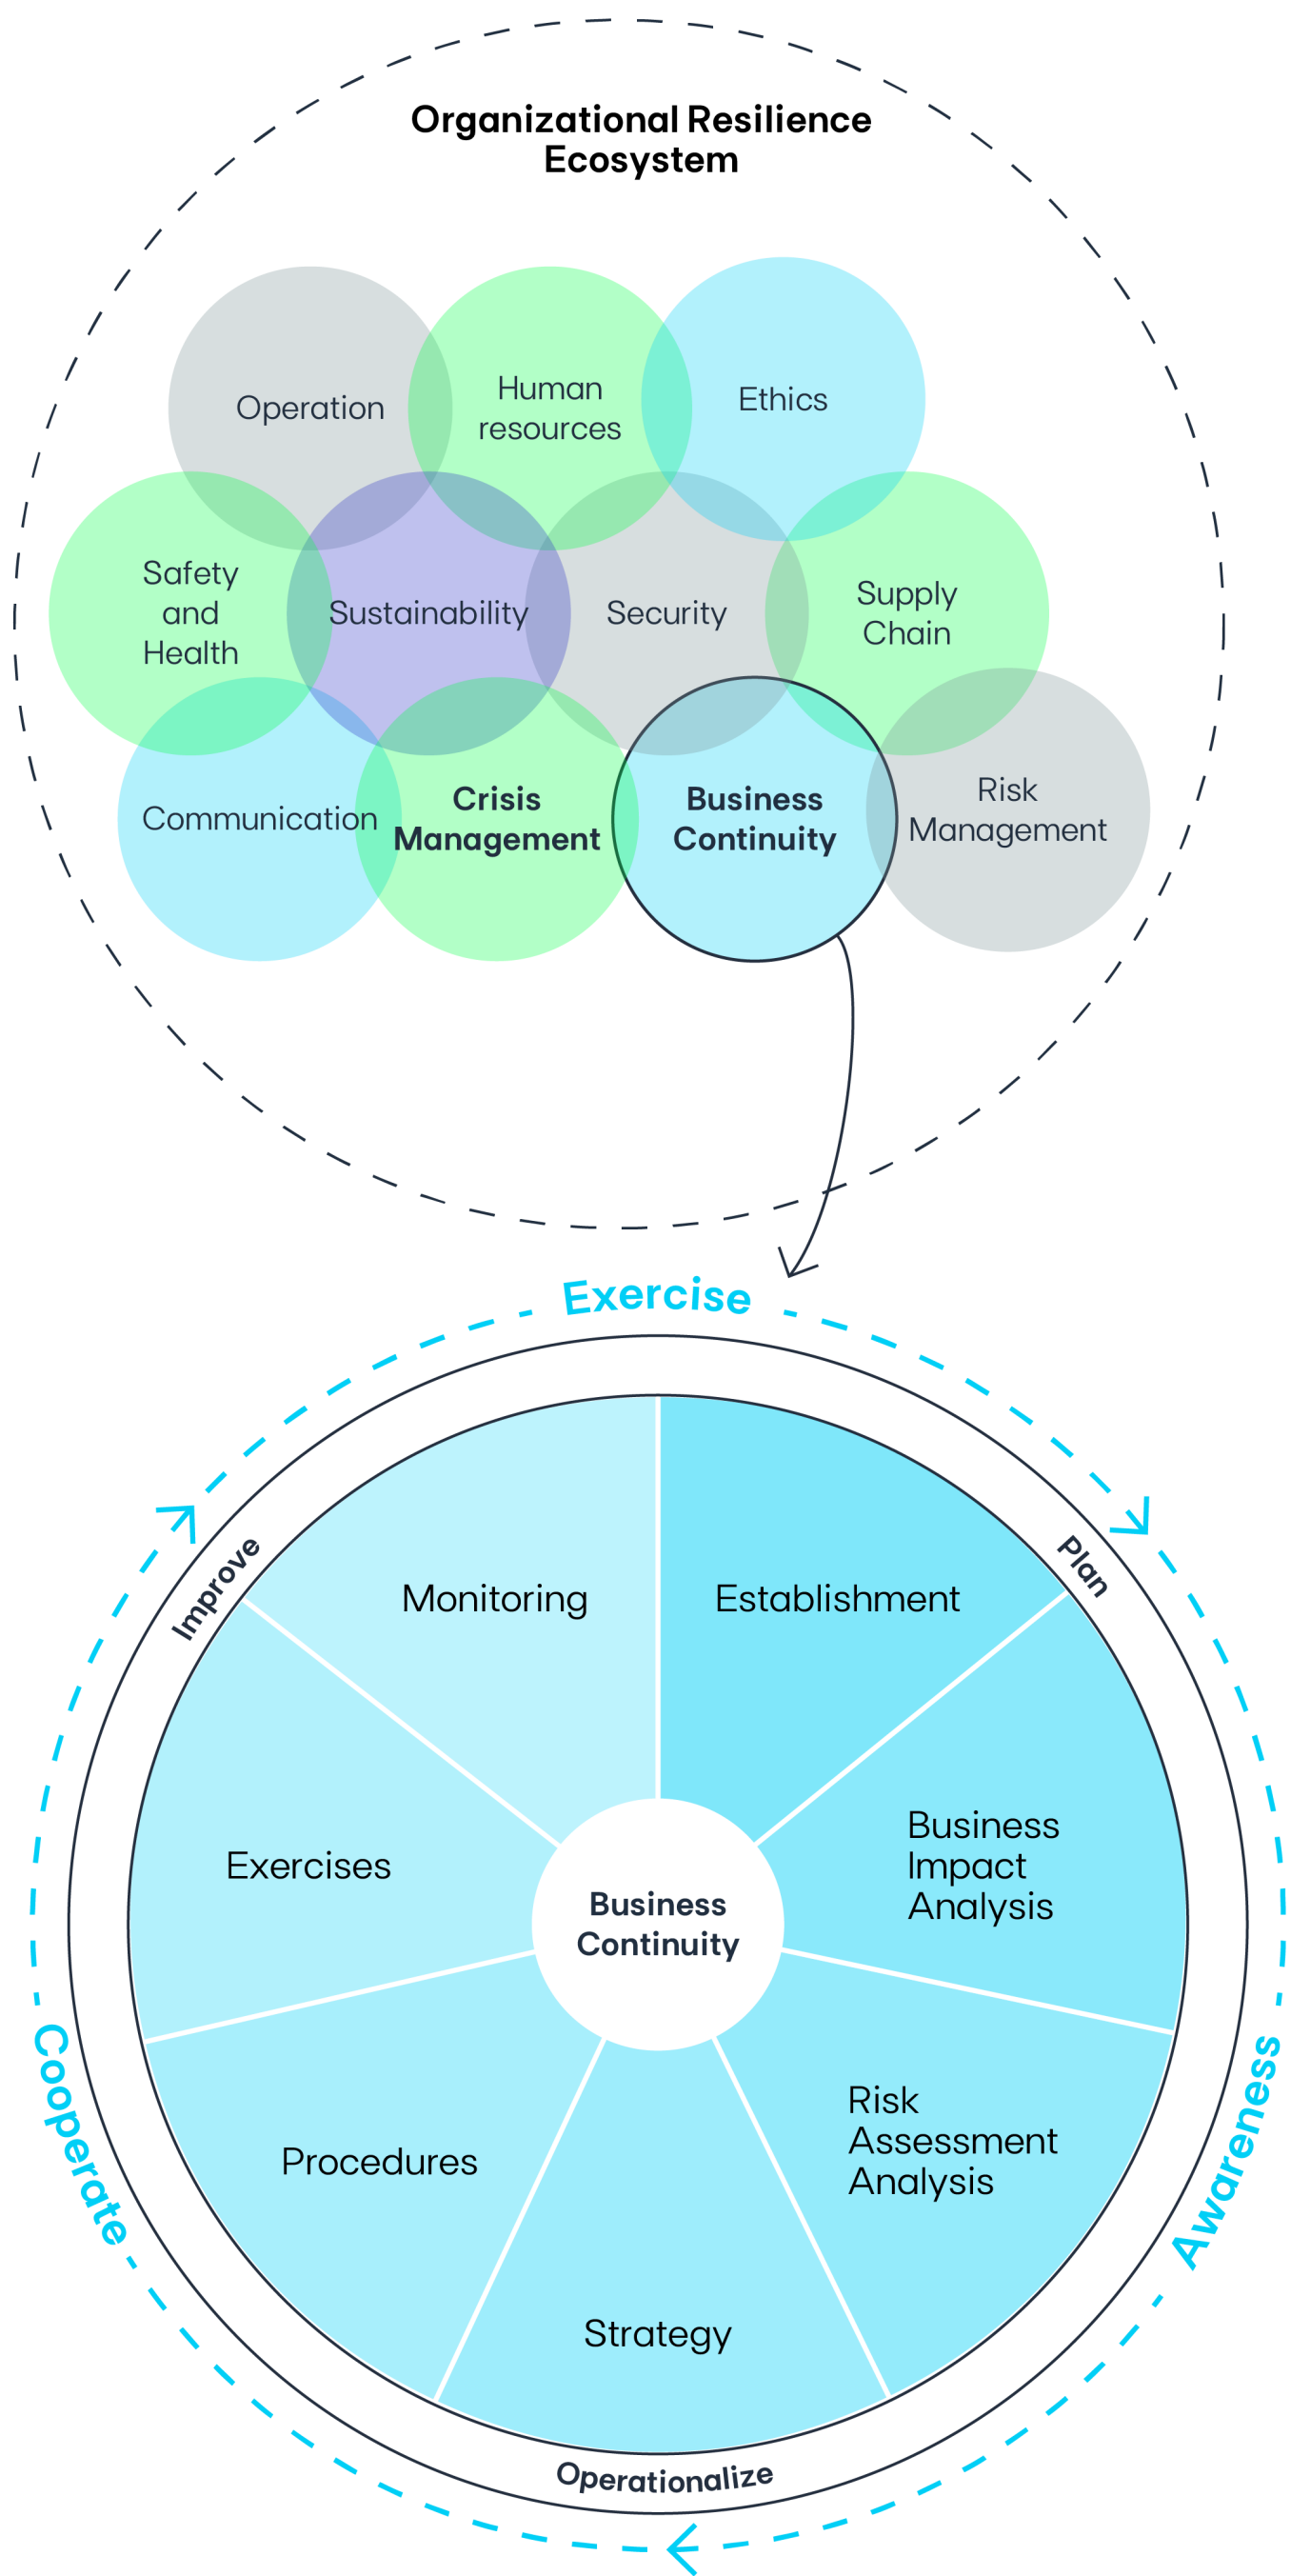 Organizational Resilience
Ecosystem
Operation
Human
resources
Ethics
Safety
and
Health
Sustainability
Security
Supply
Chain
Communication
Crisis
Management
Business
Continuity
Risk
Management
Exercise
Improve
Plan
Monitoring
Establishment
Business
Impact
Analysis
Exercises
Business
Continuity
Cooperate
Awareness
Risk
Assessment
Analysis
Procedures
Strategy
Operationalize